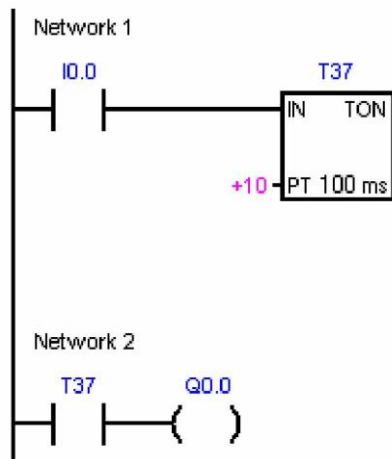 Network 1
I0.0 T37
IN TON
+10 PT 100 ms
Network 2
T37 Q0.0